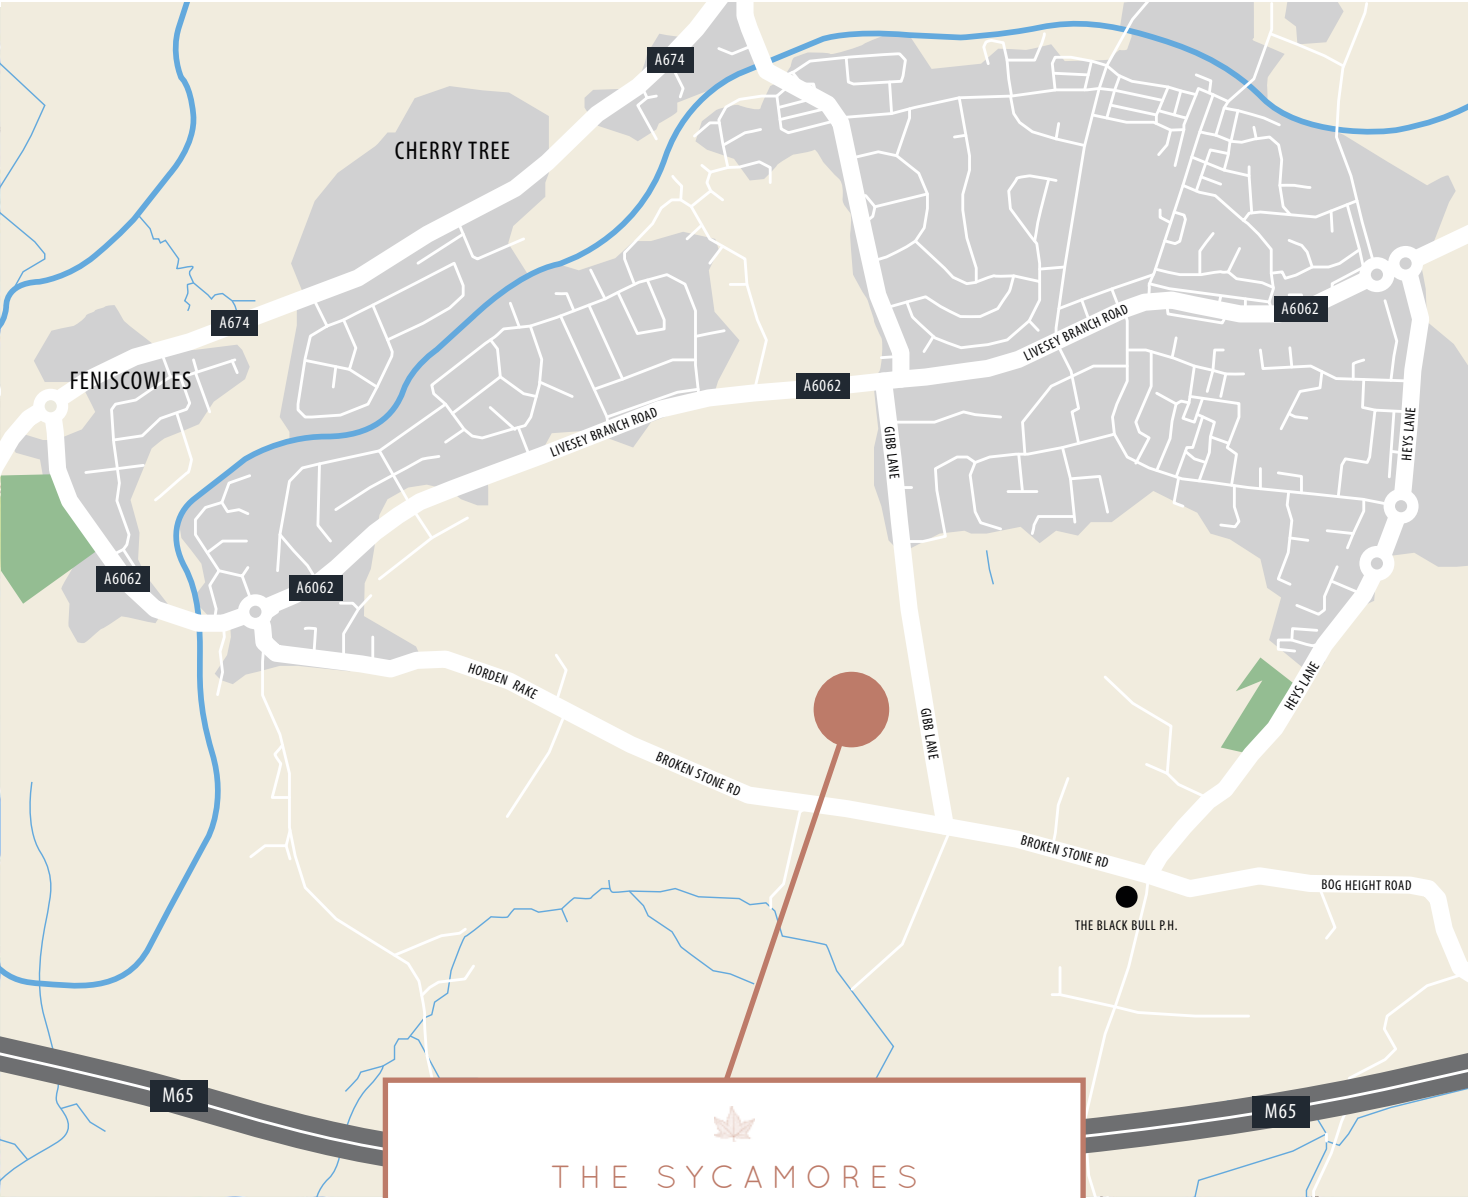 A674
CHERRY TREE
A674
FENISCOWLES
A6062
A6062
LIVESEY BRANCH ROAD
A6062
LIVESEY BRANCH ROAD
HEYS LANE
GIBB LANE
A6062
A6062
HORDEN RAKE
HEYS LANE
GIBB LANE
BROKEN STONE RD
BROKEN STONE RD
BOG HEIGHT ROAD
THE BLACK BULL P.H.
M65
M65
THE SYCAMORES